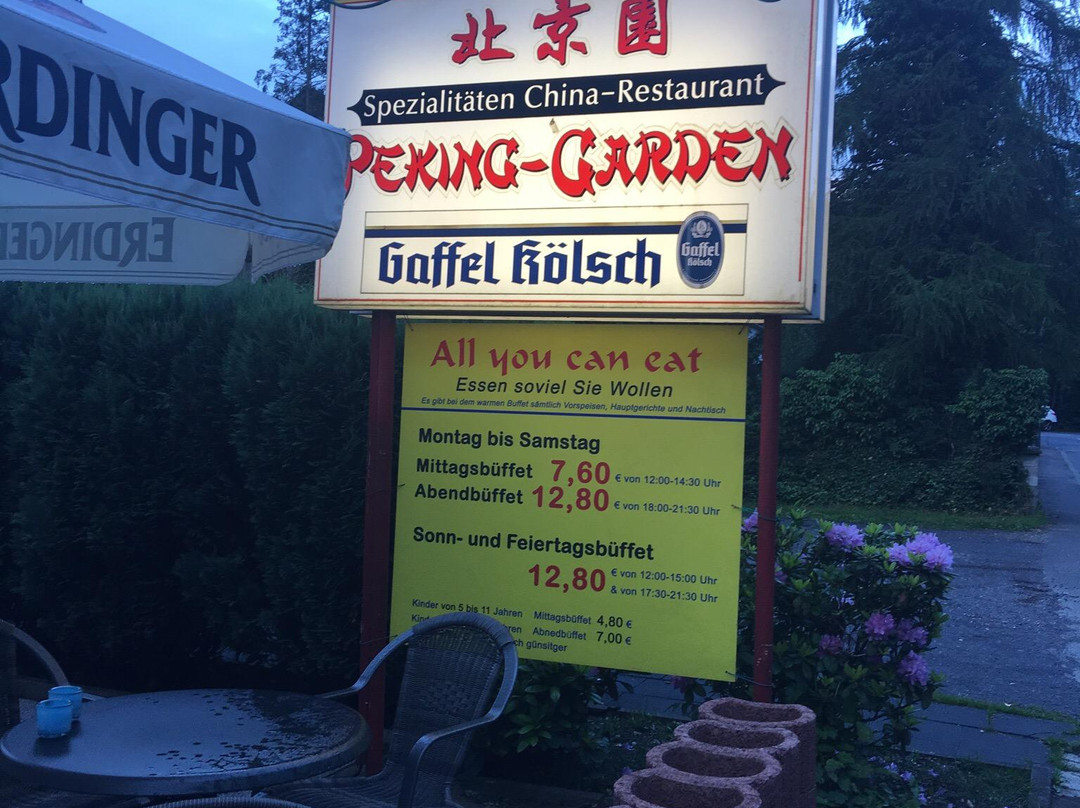 北京園
Spezialitäten China-Restaurant
PEKING-GARDEN
Gaffel Kölsch
Gaffel
Kölsch
RDINGER
ERDINGE
All you can eat
Essen soviel Sie Wollen
Es gibt bei dem warmen Buffet sämtlich Vorspeisen, Hauptgerichte und Nachtisch
Montag bis Samstag
Mittagsbüffet 7,60 € von 12:00-14:30 Uhr
Abendbüffet 12,80 € von 18:00-21:30 Uhr
Sonn- und Feiertagsbüffet
12,80 € von 12:00-15:00 Uhr
& von 17:30-21:30 Uhr
Kinder von 5 bis 11 Jahren Mittagsbüffet 4,80 €
Abnedbüffet 7,00 €
günsitger